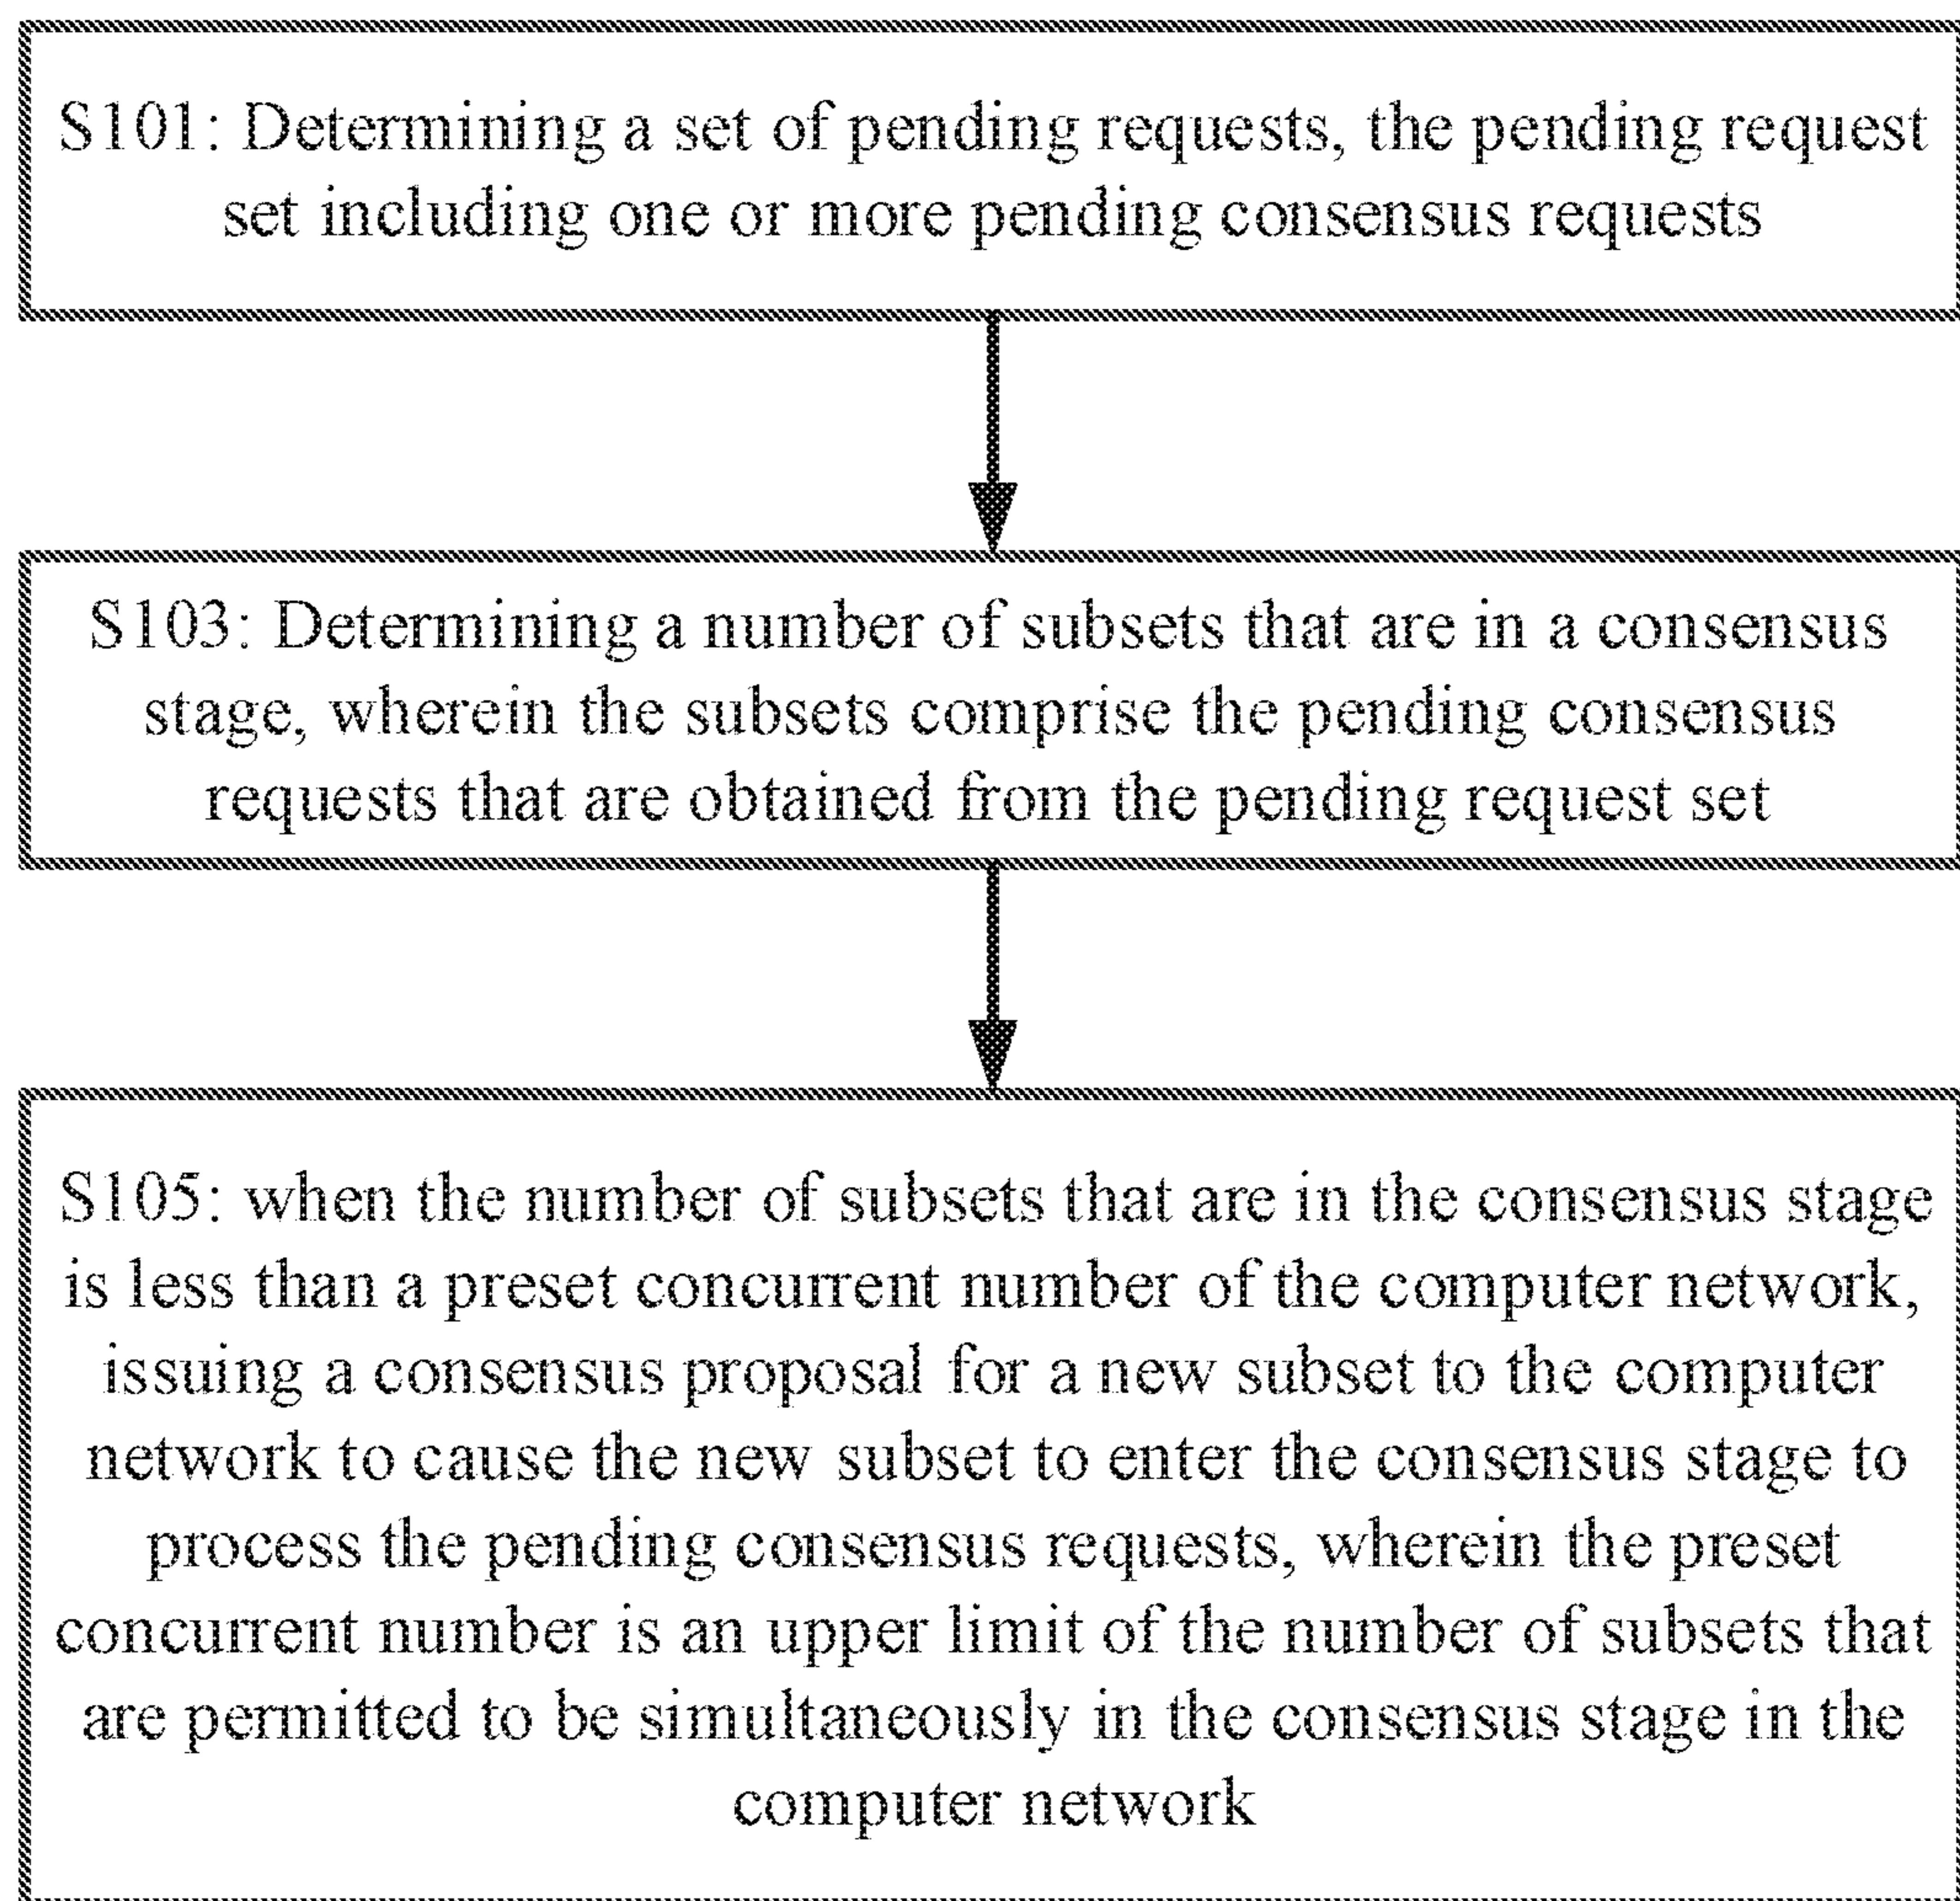 S101: Determining a set of pending requests, the pending request
set including one or more pending consensus requests
S103: Determining a number of subsets that are in a consensus
stage, wherein the subsets comprise the pending consensus
requests that are obtained from the pending request set
S105: when the number of subsets that are in the consensus stage
is less than a preset concurrent number of the computer network,
issuing a consensus proposal for a new subset to the computer
network to cause the new subset to enter the consensus stage to
process the pending consensus requests, wherein the preset
concurrent number is an upper limit of the number of subsets that
are permitted to be simultaneously in the consensus stage in the
computer network